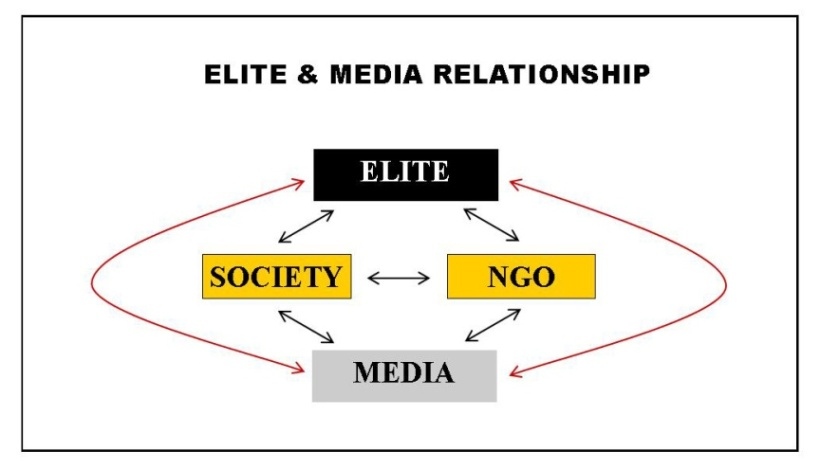 ELITE & MEDIA RELATIONSHIP
ELITE
SOCIETY
NGO
MEDIA